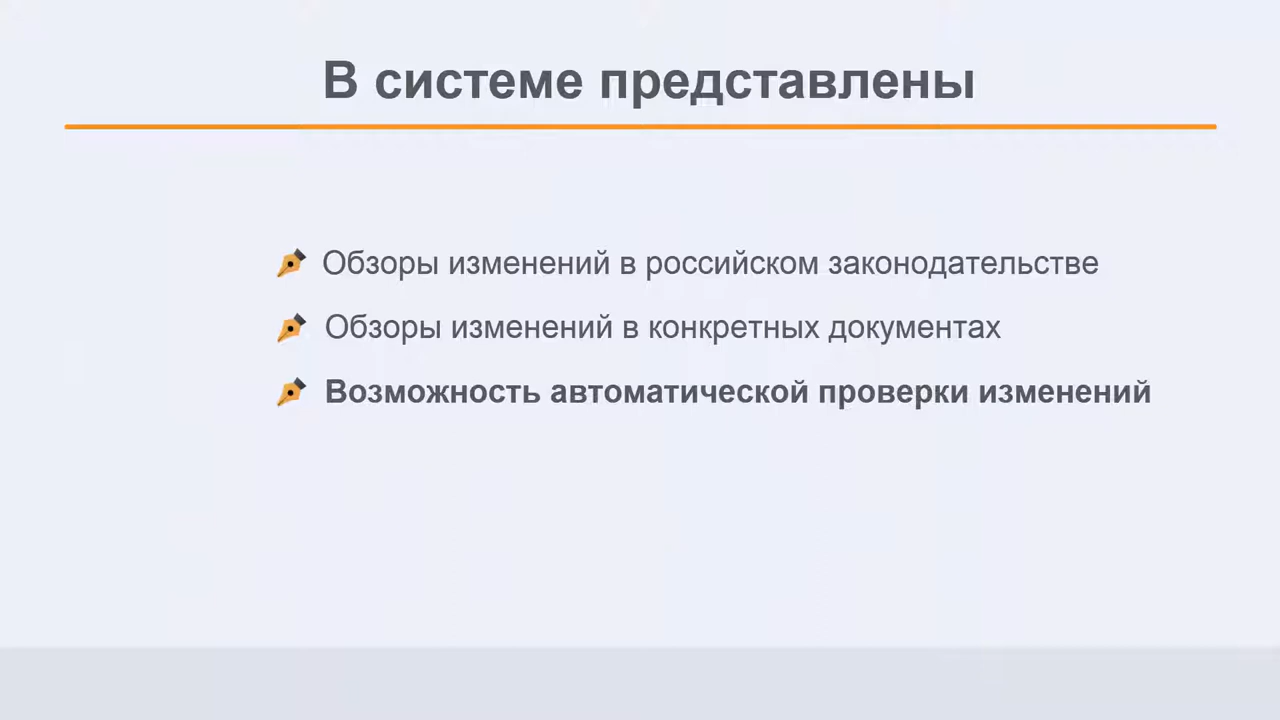 В системе представлены
Обзоры изменений в российском законодательстве
Обзоры изменений в конкретных документах
Возможность автоматической проверки изменений